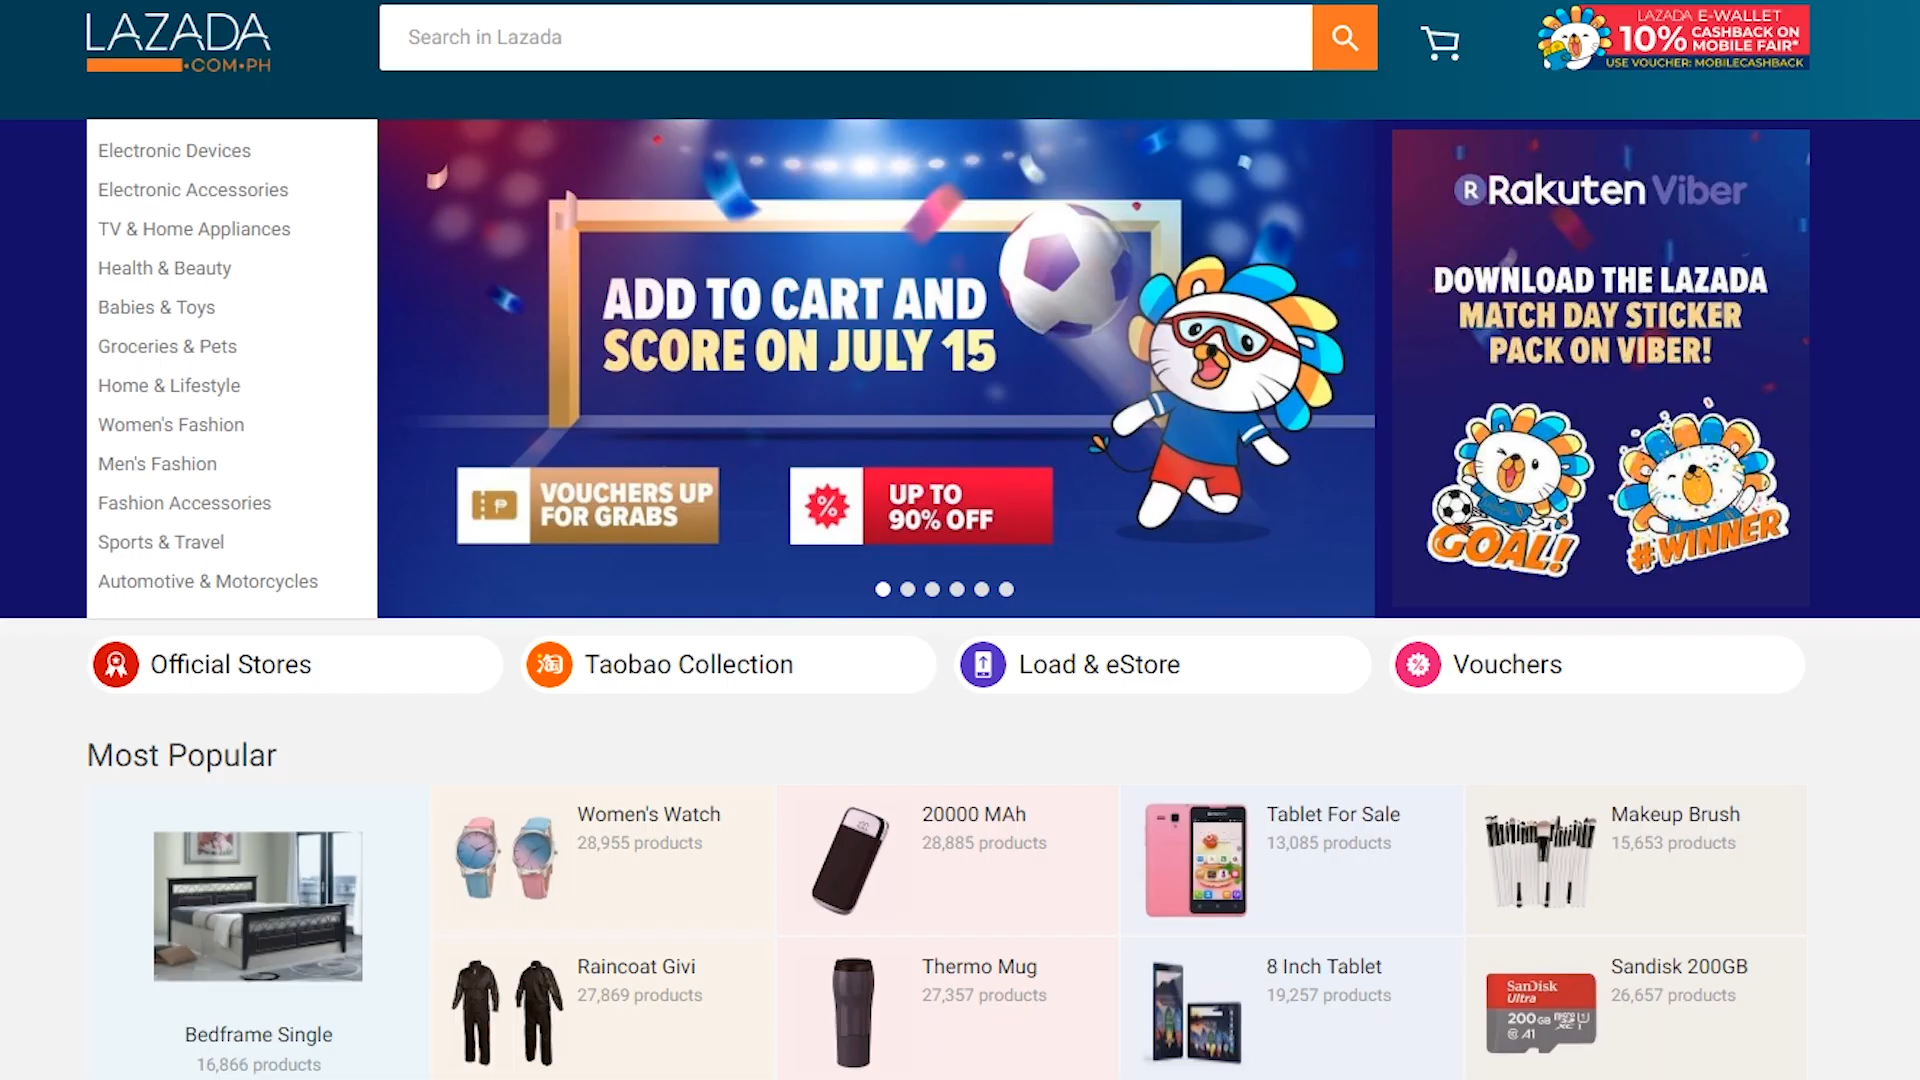 LAZADA
•COM•PH
Search in Lazada
LAZADA E-WALLET
10% CASHBACK ON
MOBILE FAIR*
USE VOUCHER: MOBILECASHBACK
Electronic Devices
Electronic Accessories
TV & Home Appliances
Health & Beauty
Babies & Toys
Groceries & Pets
Home & Lifestyle
Women's Fashion
Men's Fashion
Fashion Accessories
Sports & Travel
Automotive & Motorcycles
ADD TO CART AND
SCORE ON JULY 15
VOUCHERS UP
FOR GRABS
%
UP TO
90% OFF
R Rakuten Viber
DOWNLOAD THE LAZADA
MATCH DAY STICKER
PACK ON VIBER!
GOAL!
#WINNER
Official Stores
淘 Taobao Collection
Load & eStore
% Vouchers
Most Popular
Bedframe Single
16,866 products
Women's Watch
28,955 products
20000 MAh
28,885 products
Tablet For Sale
13,085 products
Makeup Brush
15,653 products
Raincoat Givi
27,869 products
Thermo Mug
27,357 products
8 Inch Tablet
19,257 products
Sandisk 200GB
26,657 products
SanDisk
Ultra
200GB
A1